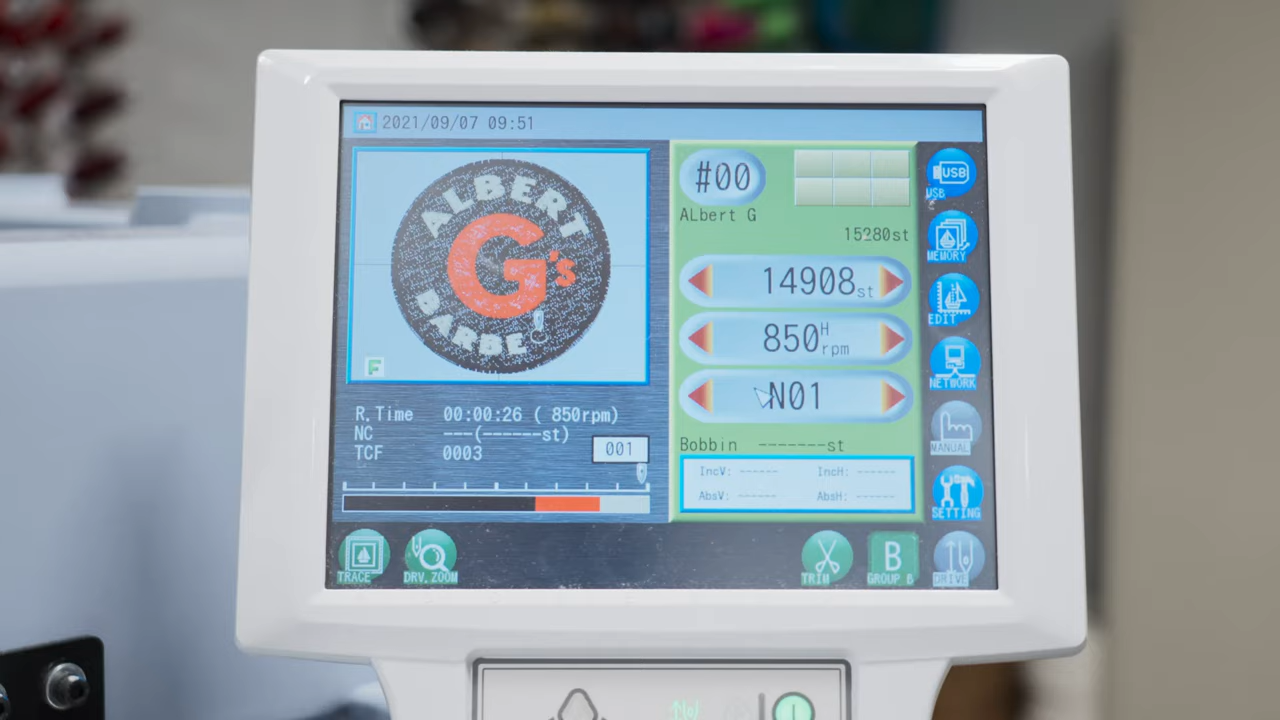 2021/09/07 09:51
ALBERT
G's
BARBE
F
R.Time 00:00:26 ( 850rpm)
NC ---(------st)
TCF 0003
001
#00
ALbert G
15280st
14908st
850H rpm
N01
Bobbin -------st
IncV: ------ IncH: ------
AbsV: ------ AbsH: ------
USB
USB
MEMORY
EDIT
NETWORK
MANUAL
SETTING
TRACE
DRV.ZOOM
TRIM
B
GROUP B
DRIVE